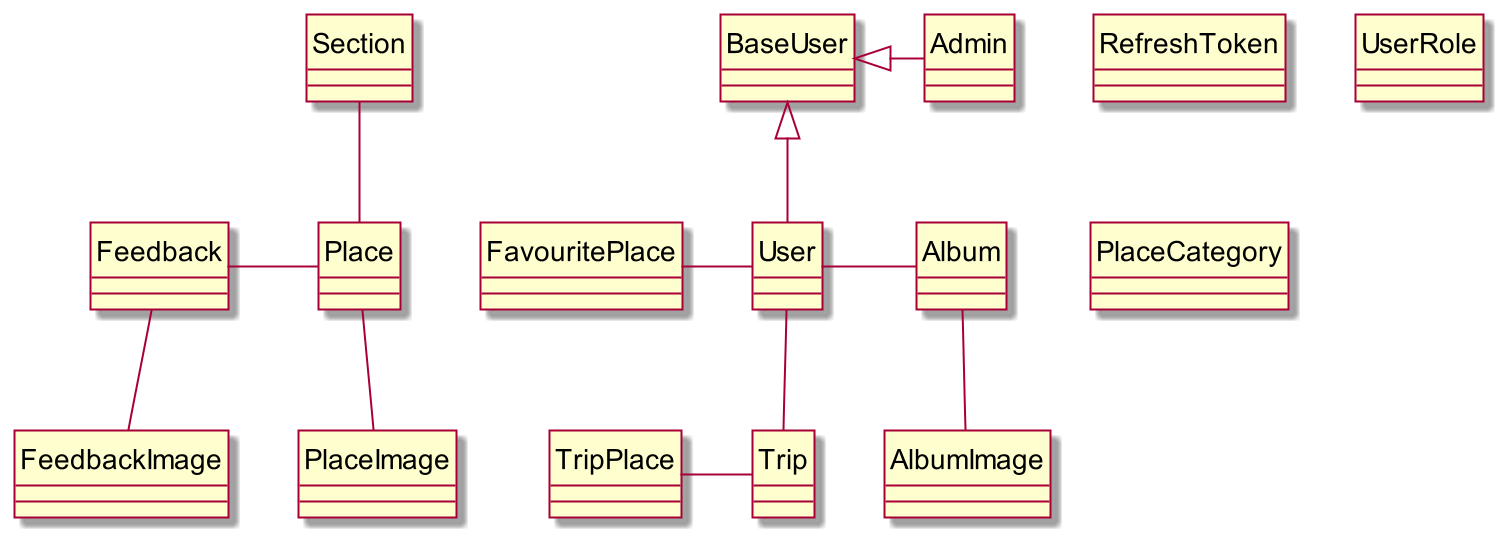 Section
BaseUser
Admin
RefreshToken
UserRole
Feedback
Place
FavouritePlace
User
Album
PlaceCategory
FeedbackImage
PlaceImage
TripPlace
Trip
AlbumImage